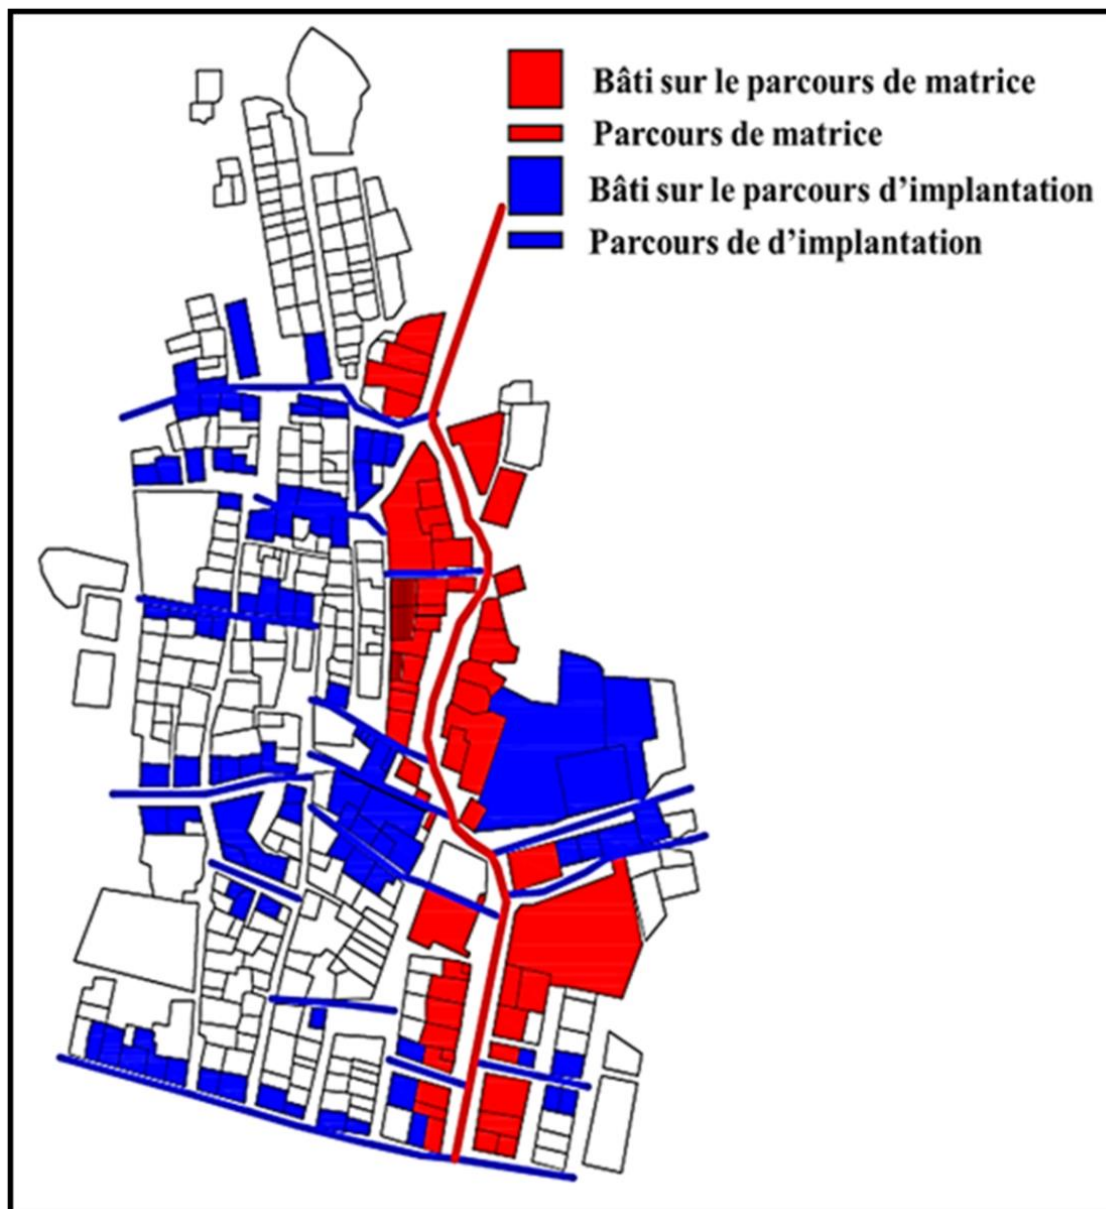 Bâti sur le parcours de matrice
Parcours de matrice
Bâti sur le parcours d’implantation
Parcours de d’implantation